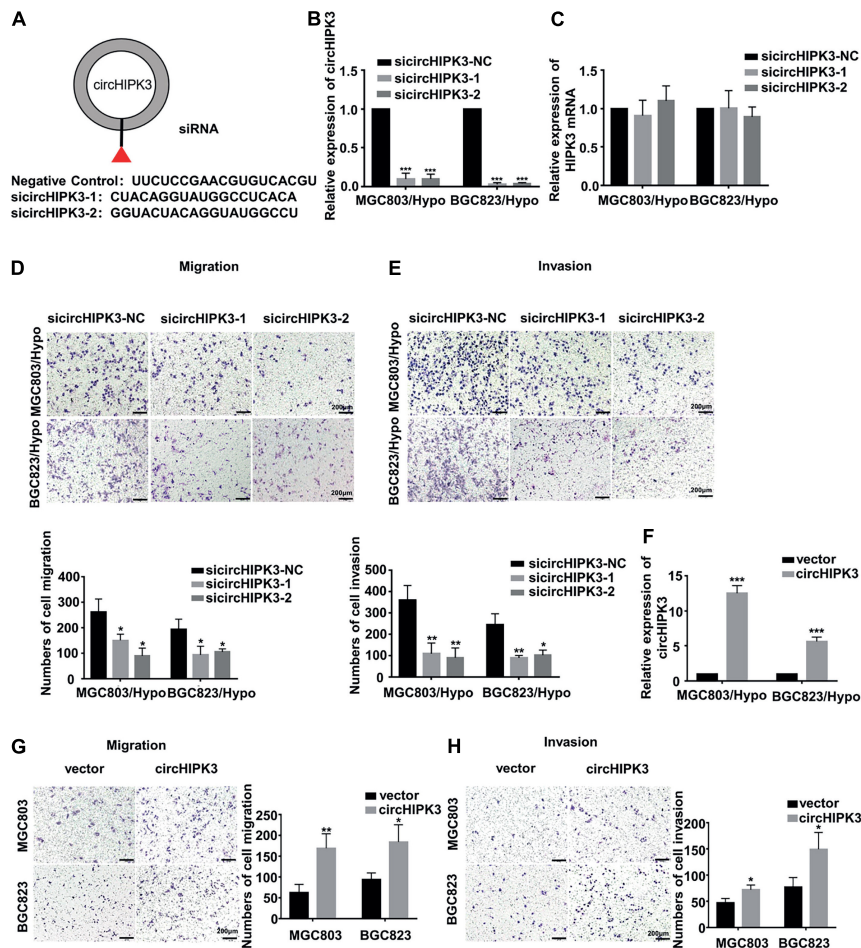 A
circHIPK3
siRNA
Negative Control: UUCUCCGAACGUGUCACGU
sicircHIPK3-1: CUACAGGUAUGGCCUCACA
sicircHIPK3-2: GGUACUACAGGUAUGGCCU
B
Relative expression of circHIPK3
sicircHIPK3-NC
sicircHIPK3-1
sicircHIPK3-2
1.5
1.0
0.5
0.0
*** ***
*** ***
MGC803/Hypo BGC823/Hypo
C
Relative expression of
HIPK3 mRNA
sicircHIPK3-NC
sicircHIPK3-1
sicircHIPK3-2
1.5
1.0
0.5
0.0
MGC803/Hypo BGC823/Hypo
D
Migration
sicircHIPK3-NC sicircHIPK3-1 sicircHIPK3-2
MGC803/Hypo
200μm
BGC823/Hypo
200μm
Numbers of cell migration
sicircHIPK3-NC
sicircHIPK3-1
sicircHIPK3-2
400
300
200
100
0
* *
* *
MGC803/Hypo BGC823/Hypo
E
Invasion
sicircHIPK3-NC sicircHIPK3-1 sicircHIPK3-2
MGC803/Hypo
200μm
BGC823/Hypo
200μm
Numbers of cell invasion
sicircHIPK3-NC
sicircHIPK3-1
sicircHIPK3-2
500
400
300
200
100
0
** **
** *
MGC803/Hypo BGC823/Hypo
F
Relative expression of
circHIPK3
vector
circHIPK3
15
10
5
0
***
***
MGC803/Hypo BGC823/Hypo
G
Migration
vector circHIPK3
MGC803
BGC823
200μm
Numbers of cell migration
vector
circHIPK3
250
200
150
100
50
0
**
*
MGC803 BGC823
H
Invasion
vector circHIPK3
MGC803
BGC823
200μm
Numbers of cell invasion
vector
circHIPK3
200
150
100
50
0
*
*
MGC803 BGC823